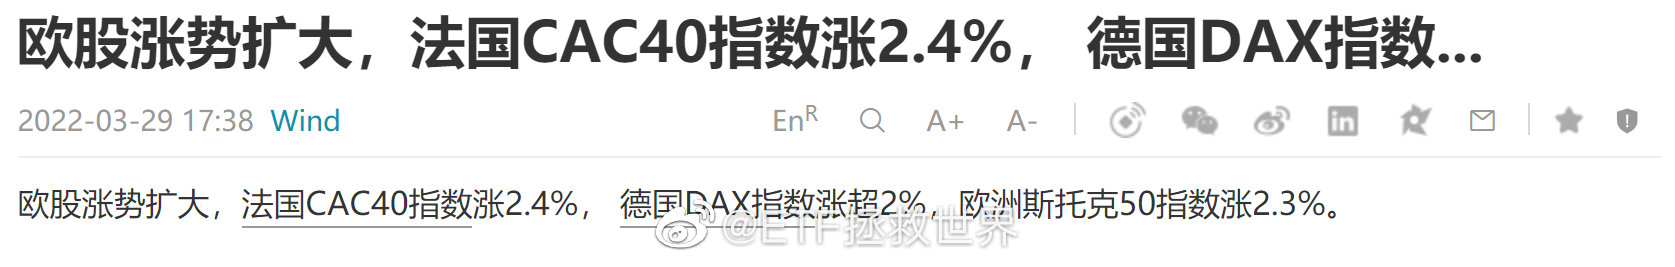 欧股涨势扩大，法国CAC40指数涨2.4%， 德国DAX指数...
2022-03-29 17:38 Wind EnR A+ A-
欧股涨势扩大，法国CAC40指数涨2.4%， 德国DAX指数涨超2%，欧洲斯托克50指数涨2.3%。
@ETF拯救世界